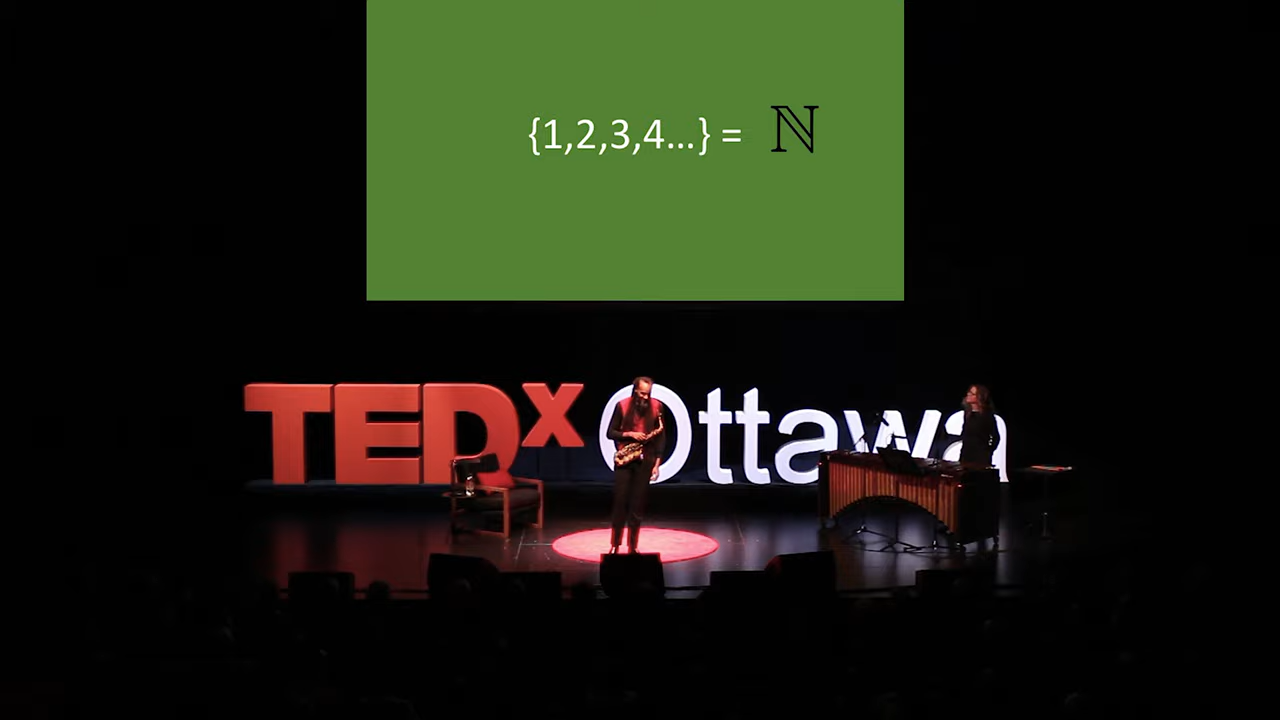 {1,2,3,4...} = ℕ
TEDx Ottawa